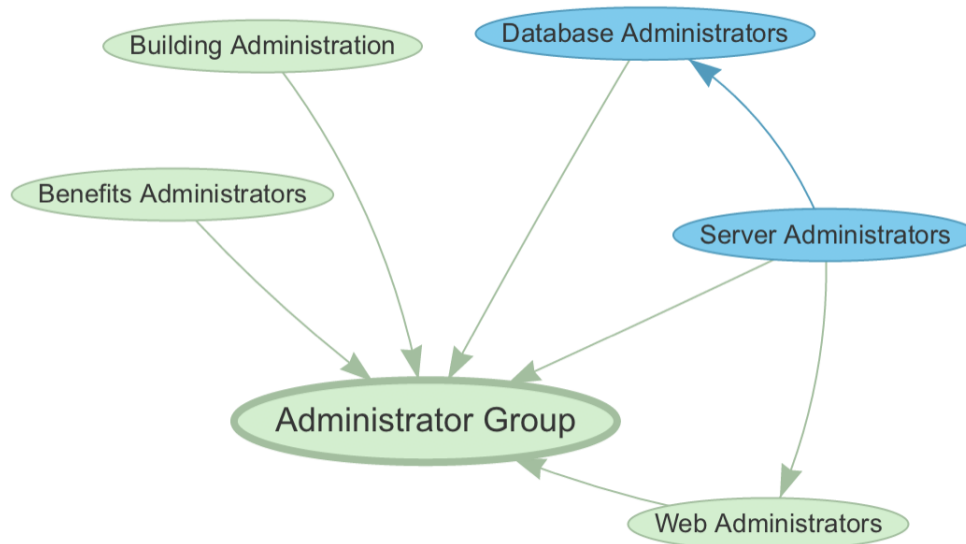 Building Administration
Database Administrators
Benefits Administrators
Server Administrators
Administrator Group
Web Administrators